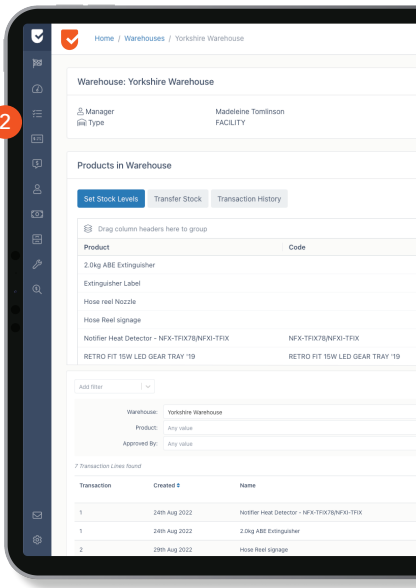 Home / Warehouses / Yorkshire Warehouse
Warehouse: Yorkshire Warehouse
Manager Madeleine Tomlinson
Type FACILITY
2
Products in Warehouse
Set Stock Levels Transfer Stock Transaction History
Drag column headers here to group
Product Code
2.0kg ABE Extinguisher
Extinguisher Label
Hose reel Nozzle
Hose Reel signage
Notifier Heat Detector - NFX-TFIX78/NFXI-TFIX NFX-TFIX78/NFXI-TFIX
RETRO FIT 15W LED GEAR TRAY '19 RETRO FIT 15W LED GEAR TRAY '19
Add filter
Warehouse: Yorkshire Warehouse
Product: Any value
Approved By: Any value
7 Transaction Lines found
Transaction Created Name
1 24th Aug 2022 Notifier Heat Detector - NFX-TFIX78/NFXI-TFIX
1 24th Aug 2022 2.0kg ABE Extinguisher
2 29th Aug 2022 Hose Reel signage